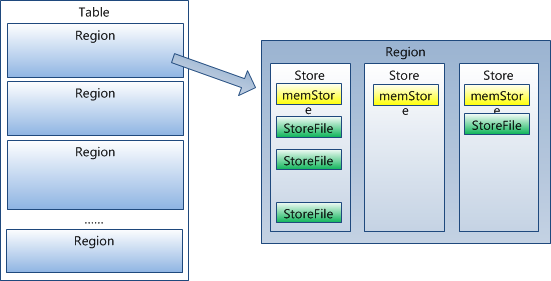 Table
Region
Region
Region
......
Region
Region
Store
memStor
e
StoreFile
StoreFile
StoreFile
Store
memStor
e
Store
memStor
e
StoreFile